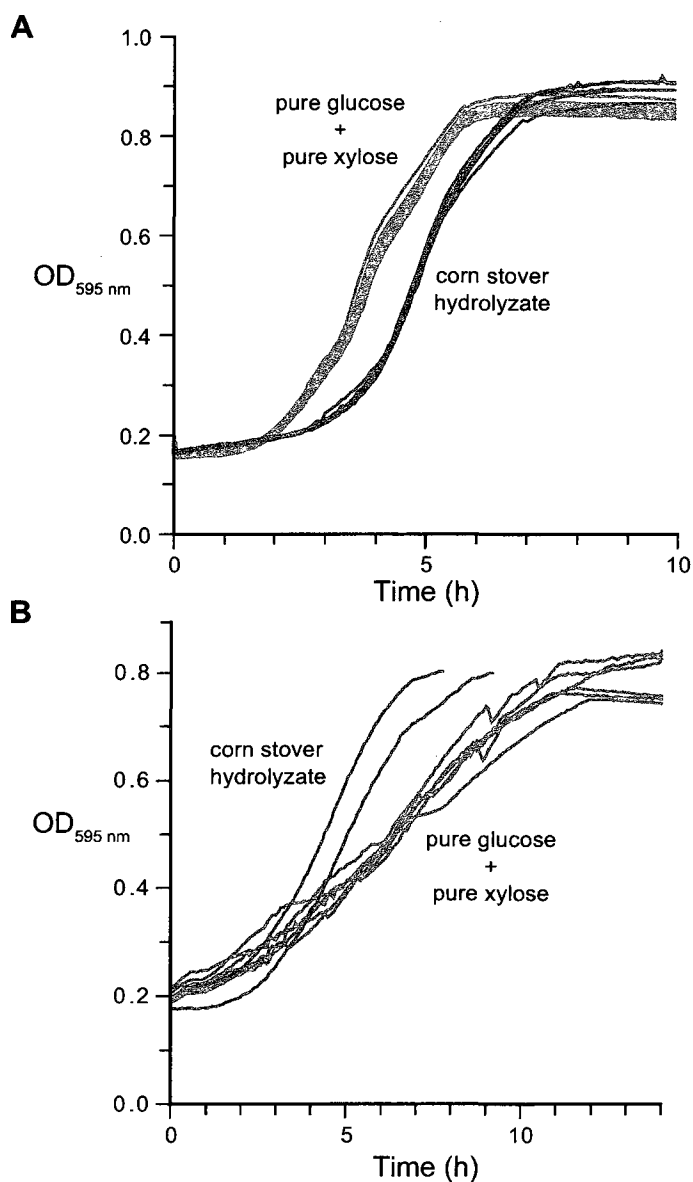 A
1.0
pure glucose
+
pure xylose
0.8
0.6
OD595 nm
corn stover
hydrolyzate
0.4
0.2
0.0
0 5 10
Time (h)
B
0.8
corn stover
hydrolyzate
0.6
OD595 nm
pure glucose
+
pure xylose
0.4
0.2
0.0
0 5 10
Time (h)